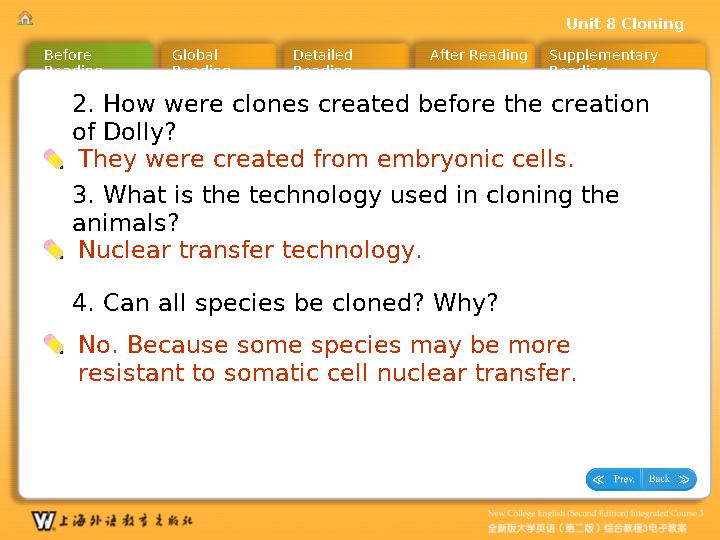 Unit 8 Cloning
Before Reading
Global Reading
Detailed Reading
After Reading
Supplementary Reading
2. How were clones created before the creation
of Dolly?
They were created from embryonic cells.
3. What is the technology used in cloning the
animals?
Nuclear transfer technology.
4. Can all species be cloned? Why?
No. Because some species may be more
resistant to somatic cell nuclear transfer.
Prev. Back
W 上海外语教育出版社
New College English (Second Edition) Integrated Course 3
全新版大学英语（第二版）综合教程3电子教案